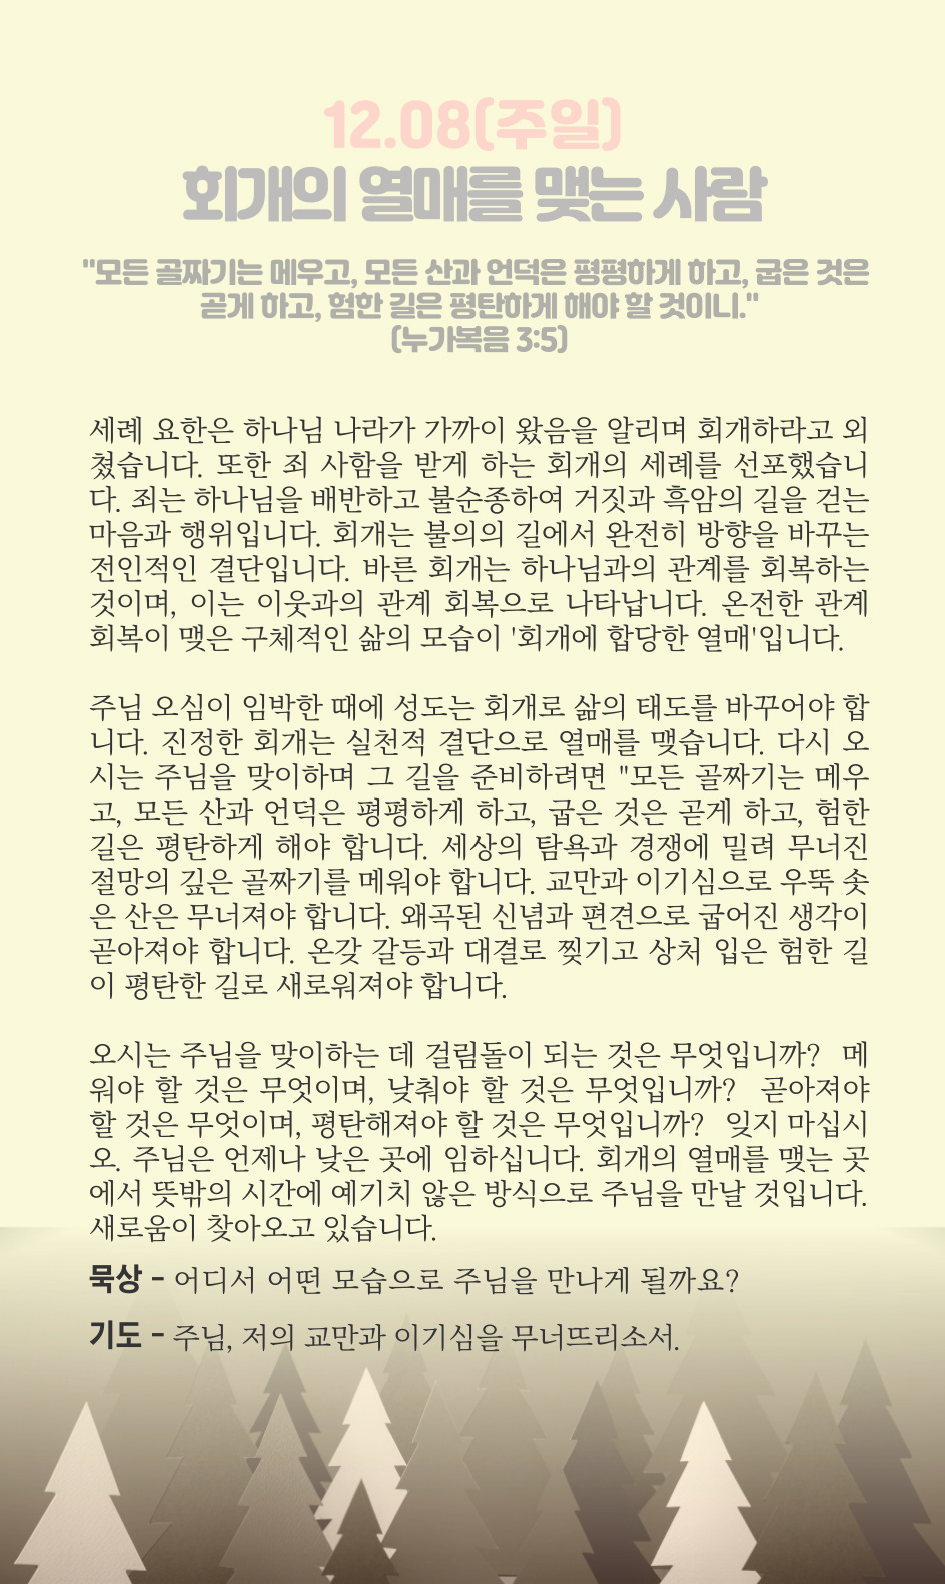 12.08(주일)
회개의 열매를 맺는 사람
"모든 골짜기는 메우고, 모든 산과 언덕은 평평하게 하고, 굽은 것은
곧게 하고, 험한 길은 평탄하게 해야 할 것이니."
(누가복음 3:5)
세례 요한은 하나님 나라가 가까이 왔음을 알리며 회개하라고 외
쳤습니다. 또한 죄 사함을 받게 하는 회개의 세례를 선포했습니
다. 죄는 하나님을 배반하고 불순종하여 거짓과 흑암의 길을 걷는
마음과 행위입니다. 회개는 불의의 길에서 완전히 방향을 바꾸는
전인적인 결단입니다. 바른 회개는 하나님과의 관계를 회복하는
것이며, 이는 이웃과의 관계 회복으로 나타납니다. 온전한 관계
회복이 맺은 구체적인 삶의 모습이 '회개에 합당한 열매'입니다.
주님 오심이 임박한 때에 성도는 회개로 삶의 태도를 바꾸어야 합
니다. 진정한 회개는 실천적 결단으로 열매를 맺습니다. 다시 오
시는 주님을 맞이하며 그 길을 준비하려면 "모든 골짜기는 메우
고, 모든 산과 언덕은 평평하게 하고, 굽은 것은 곧게 하고, 험한
길은 평탄하게 해야 합니다. 세상의 탐욕과 경쟁에 밀려 무너진
절망의 깊은 골짜기를 메워야 합니다. 교만과 이기심으로 우뚝 솟
은 산은 무너져야 합니다. 왜곡된 신념과 편견으로 굽어진 생각이
곧아져야 합니다. 온갖 갈등과 대결로 찢기고 상처 입은 험한 길
이 평탄한 길로 새로워져야 합니다.
오시는 주님을 맞이하는 데 걸림돌이 되는 것은 무엇입니까? 메
워야 할 것은 무엇이며, 낮춰야 할 것은 무엇입니까? 곧아져야
할 것은 무엇이며, 평탄해져야 할 것은 무엇입니까? 잊지 마십시
오. 주님은 언제나 낮은 곳에 임하십니다. 회개의 열매를 맺는 곳
에서 뜻밖의 시간에 예기치 않은 방식으로 주님을 만날 것입니다.
새로움이 찾아오고 있습니다.
묵상 - 어디서 어떤 모습으로 주님을 만나게 될까요?
기도 - 주님, 저의 교만과 이기심을 무너뜨리소서.